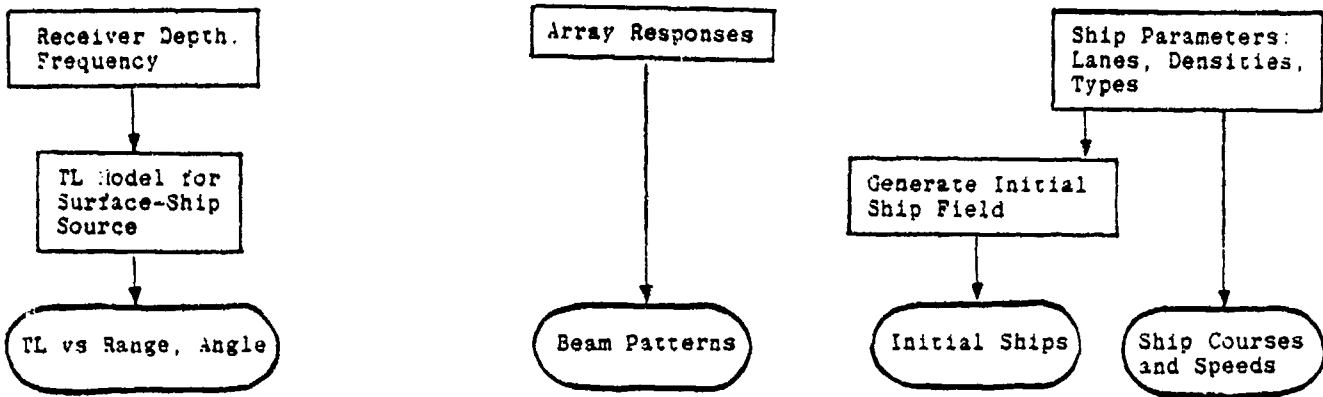 Receiver Depth.
Frequency
Array Responses
Ship Parameters:
Lanes, Densities,
Types
TL Model for
Surface-Ship
Source
Generate Initial
Ship Field
TL vs Range, Angle
Beam Patterns
Initial Ships
Ship Courses
and Speeds